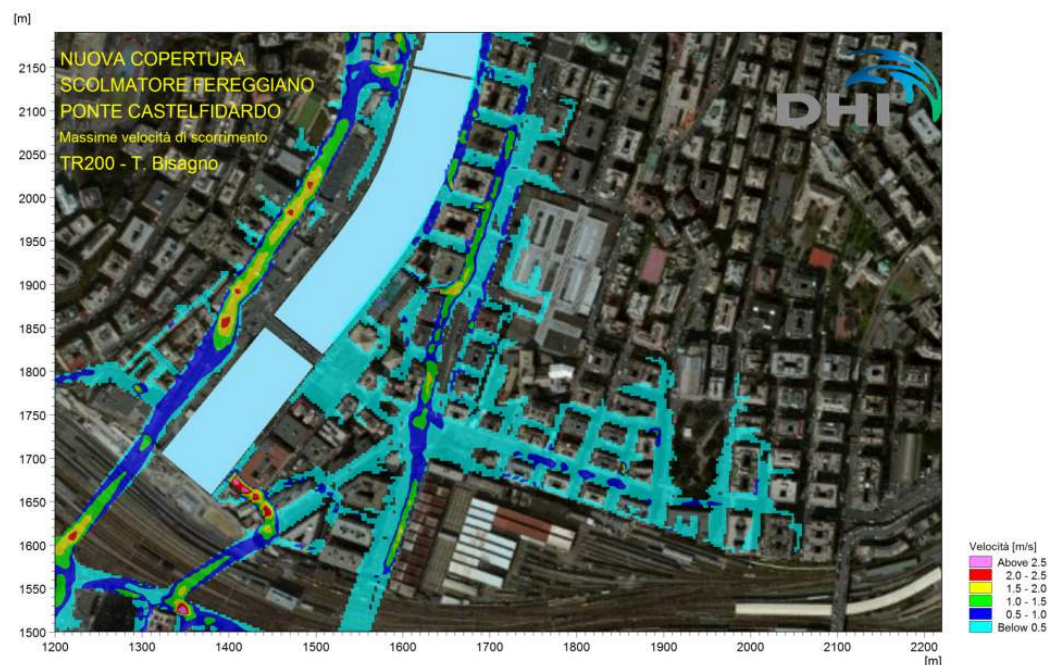 [m]
NUOVA COPERTURA
SCOLMATORE FEREGGIANO
PONTE CASTELFIDARDO
Massime velocità di scorrimento
TR200 - T. Bisagno
DHI
2150
2100
2050
2000
1950
1900
1850
1800
1750
1700
1650
1600
1550
1500
1200 1300 1400 1500 1600 1700 1800 1900 2000 2100 2200
[m]
Velocità [m/s]
Above 2.5
2.0 - 2.5
1.5 - 2.0
1.0 - 1.5
0.5 - 1.0
Below 0.5